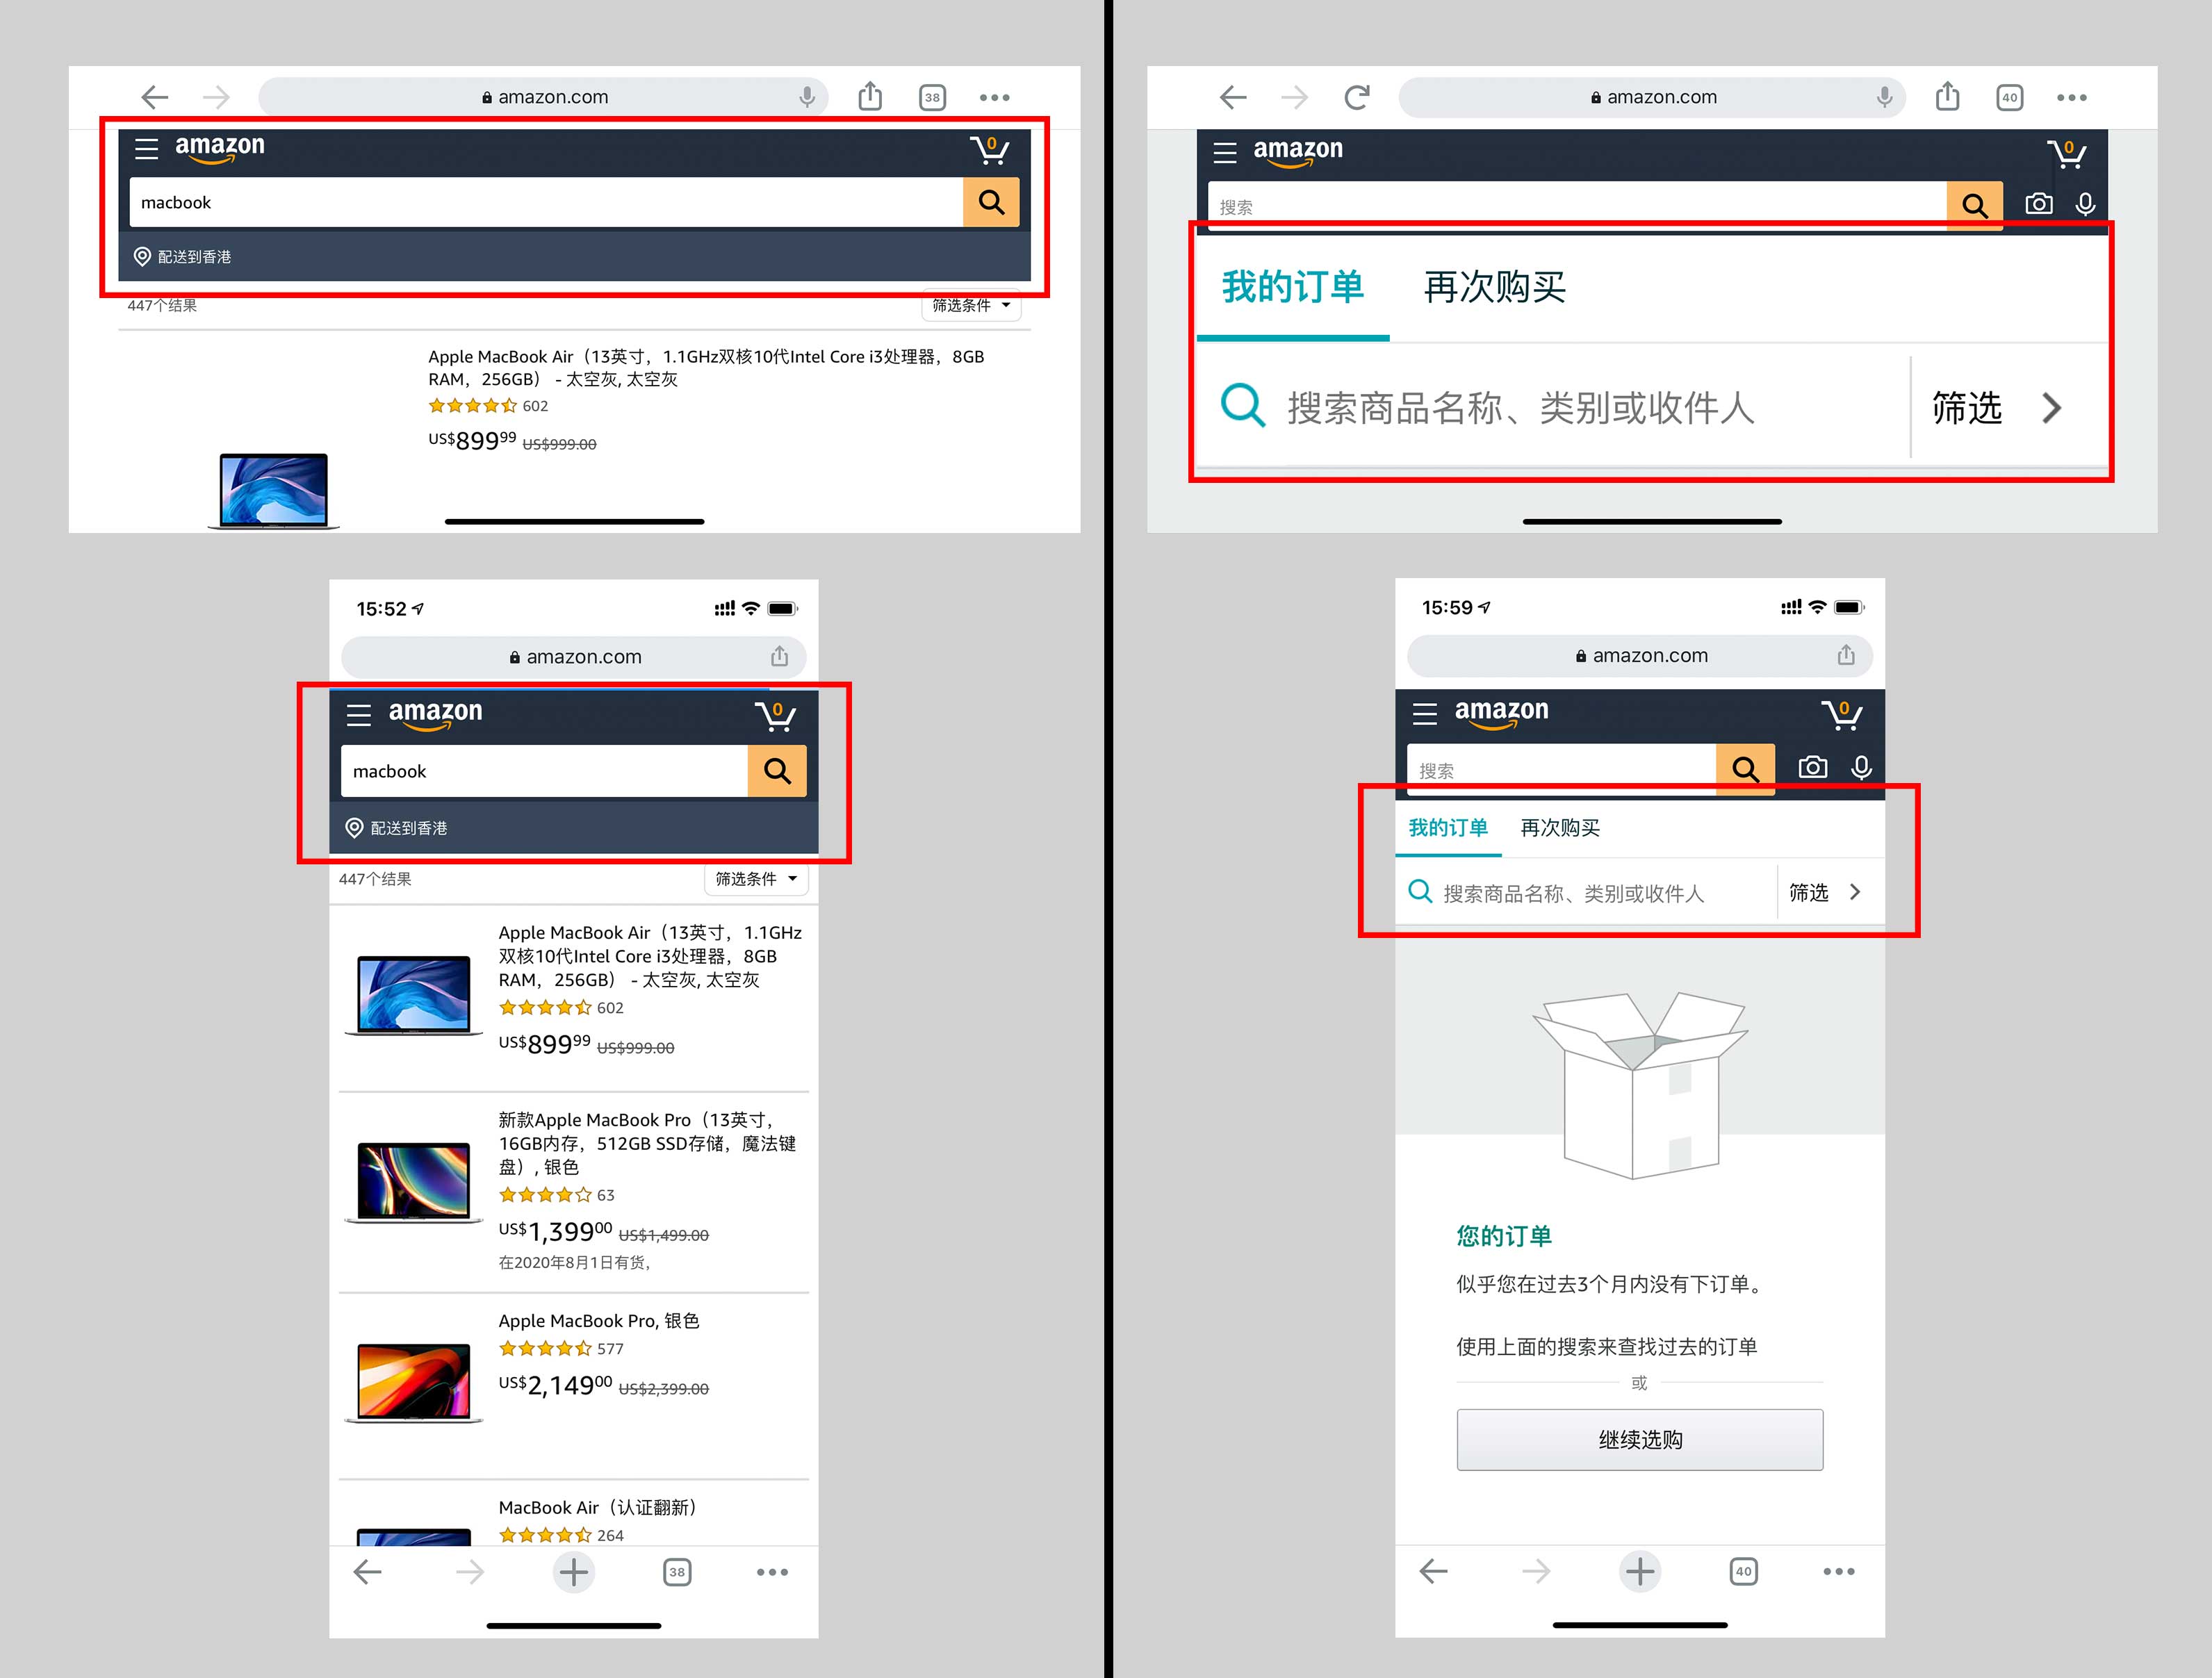 amazon.com
38
amazon
0
macbook
配送到香港
447个结果
筛选条件
Apple MacBook Air（13英寸，1.1GHz双核10代Intel Core i3处理器，8GB
RAM，256GB） - 太空灰, 太空灰
602
US$899⁹⁹ US$999.00
15:52
amazon.com
amazon
0
macbook
配送到香港
447个结果
筛选条件
Apple MacBook Air（13英寸，1.1GHz
双核10代Intel Core i3处理器，8GB
RAM，256GB） - 太空灰, 太空灰
602
US$899⁹⁹ US$999.00
新款Apple MacBook Pro（13英寸，
16GB内存，512GB SSD存储，魔法键
盘）, 银色
63
US$1,399⁰⁰ US$1,499.00
在2020年8月1日有货，
Apple MacBook Pro, 银色
577
US$2,149⁰⁰ US$2,399.00
MacBook Air（认证翻新）
264
38
amazon.com
40
amazon
0
搜索
我的订单 再次购买
搜索商品名称、类别或收件人 筛选
15:59
amazon.com
amazon
0
搜索
我的订单 再次购买
搜索商品名称、类别或收件人 筛选
您的订单
似乎您在过去3个月内没有下订单。
使用上面的搜索来查找过去的订单
或
继续选购
40